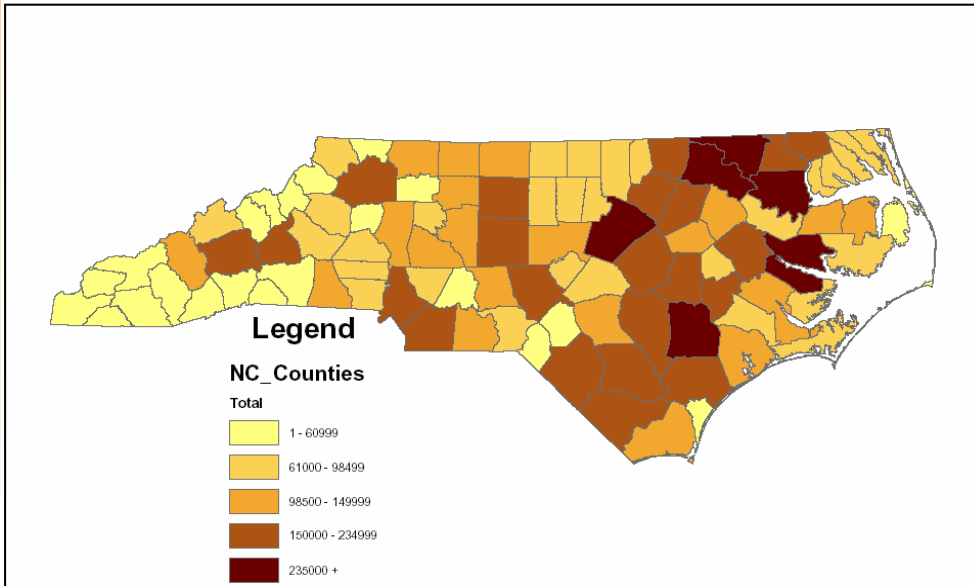 Legend
NC_Counties
Total
1 - 60999
61000 - 98499
98500 - 149999
150000 - 234999
235000 +